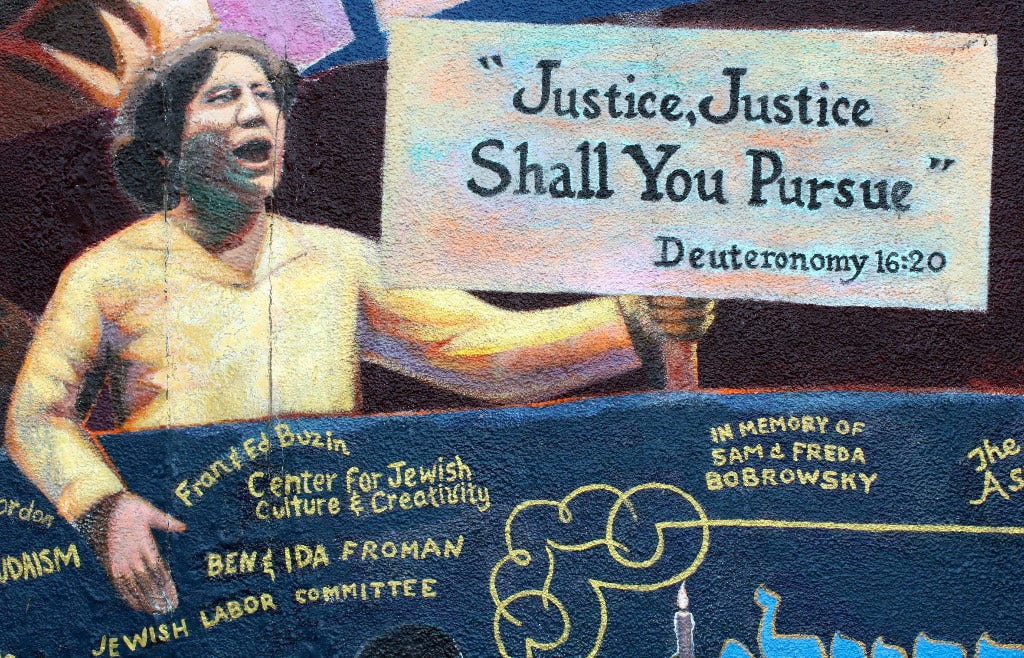 "Justice, Justice
Shall You Pursue"
Deuteronomy 16:20
Fran & Ed Buzin
Center for Jewish
Culture & Creativity
IN MEMORY OF
SAM & FREDA
BOBROWSKY
The
BEN & IDA FROMAN
JEWISH LABOR COMMITTEE